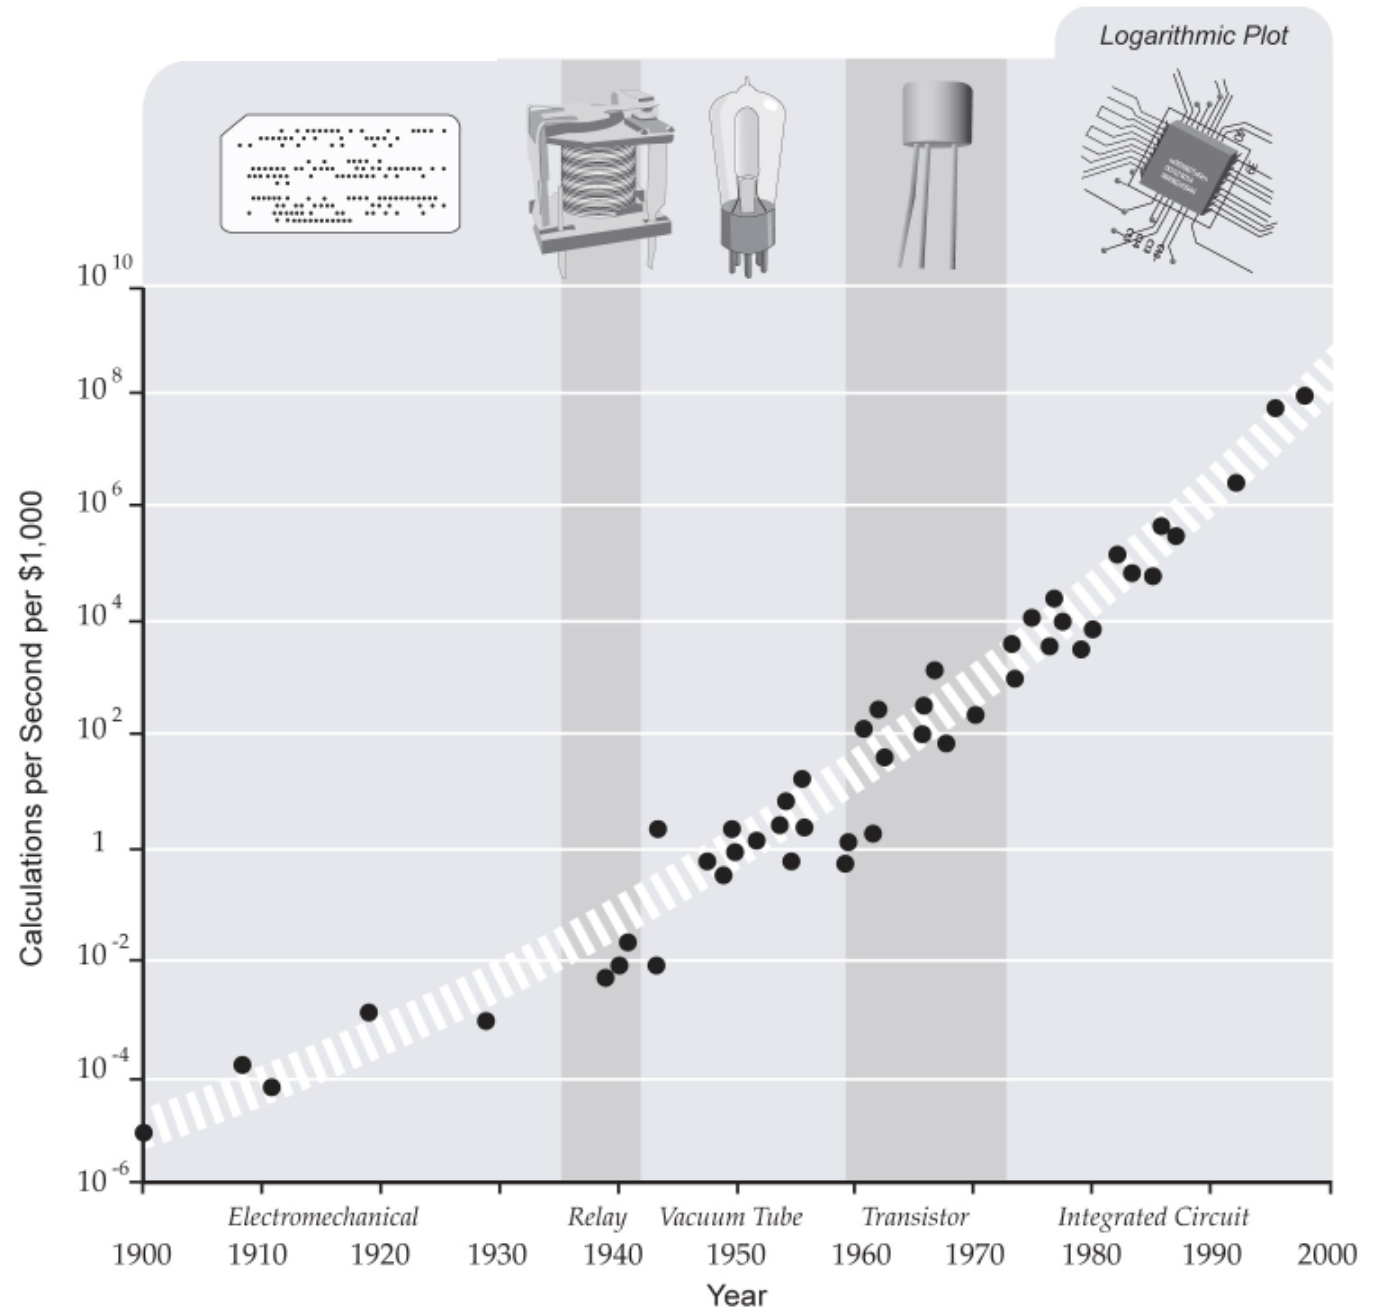 Logarithmic Plot
10 10
10 8
10 6
10 4
10 2
1
10 -2
10 -4
10 -6
Calculations per Second per $1,000
Electromechanical Relay Vacuum Tube Transistor Integrated Circuit
1900 1910 1920 1930 1940 1950 1960 1970 1980 1990 2000
Year